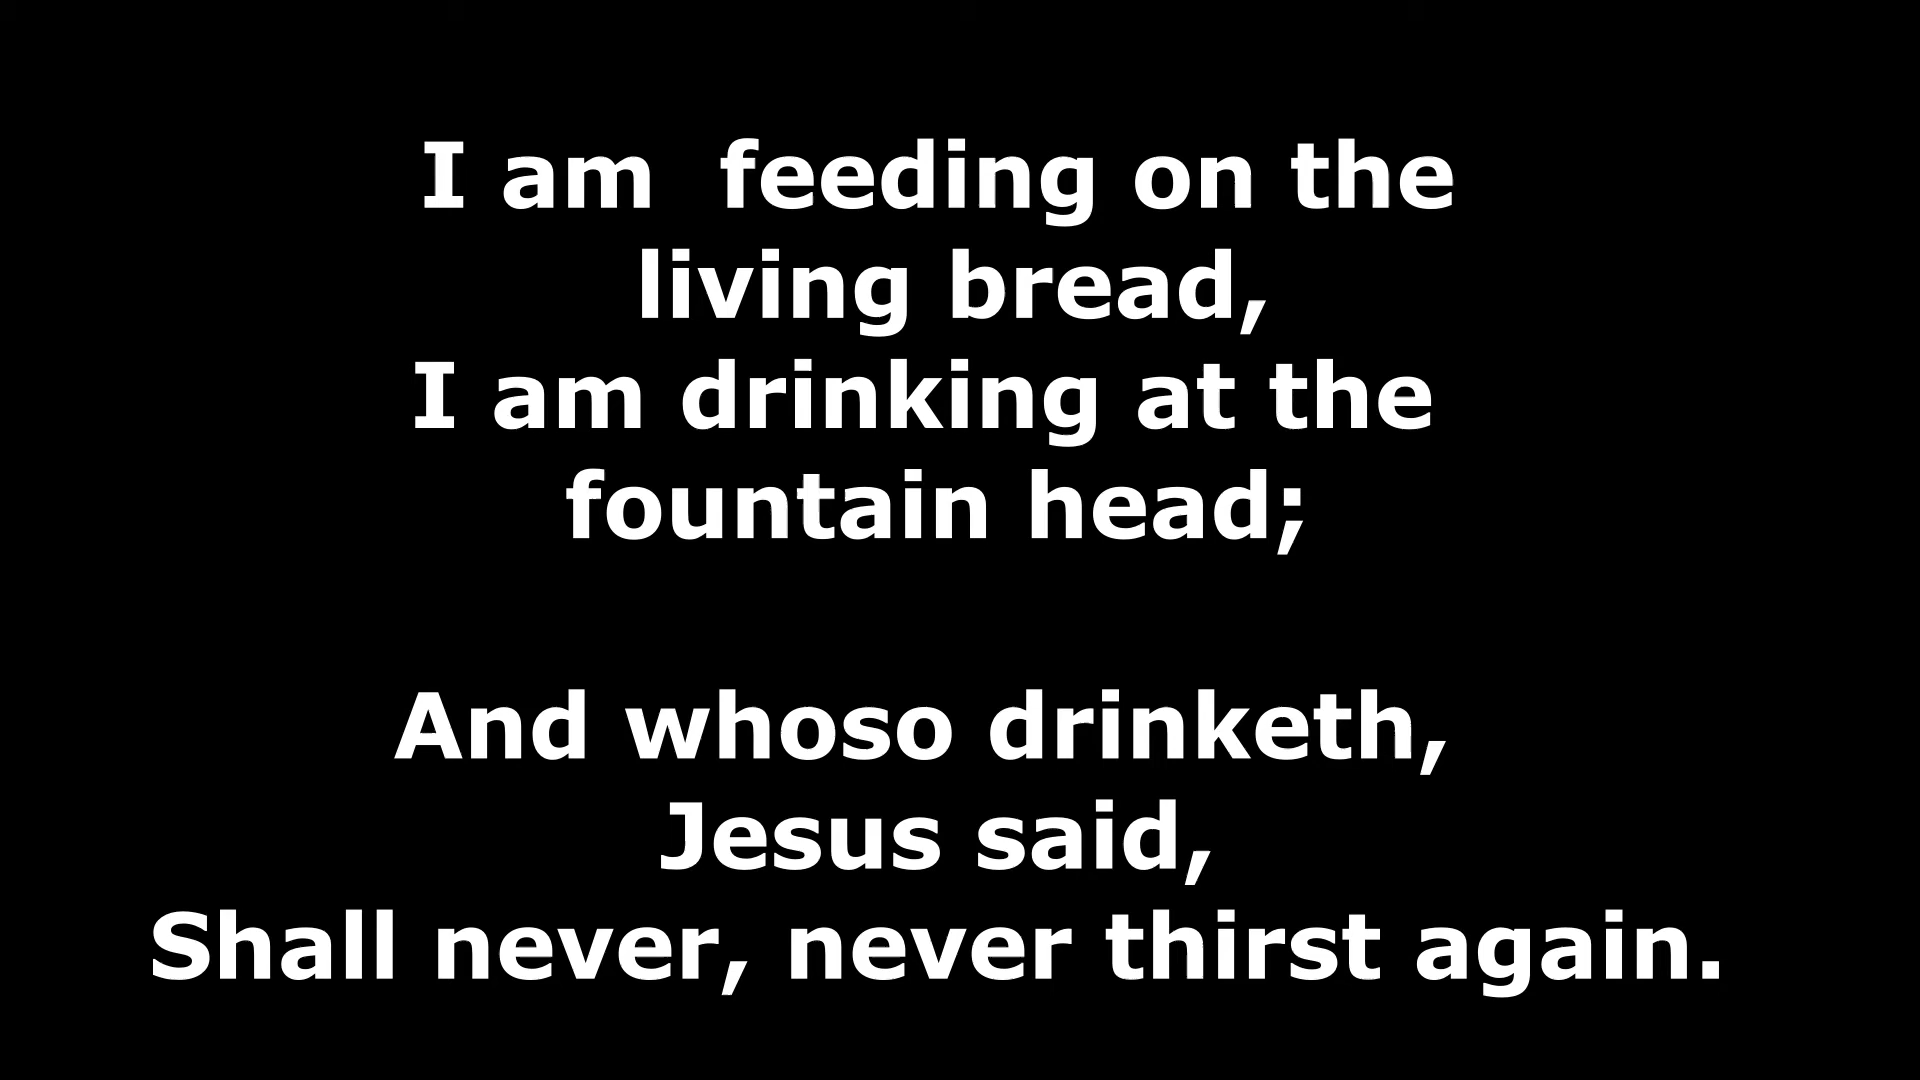 I am  feeding on the
living bread,
I am drinking at the
fountain head;
And whoso drinketh,
Jesus said,
Shall never, never thirst again.